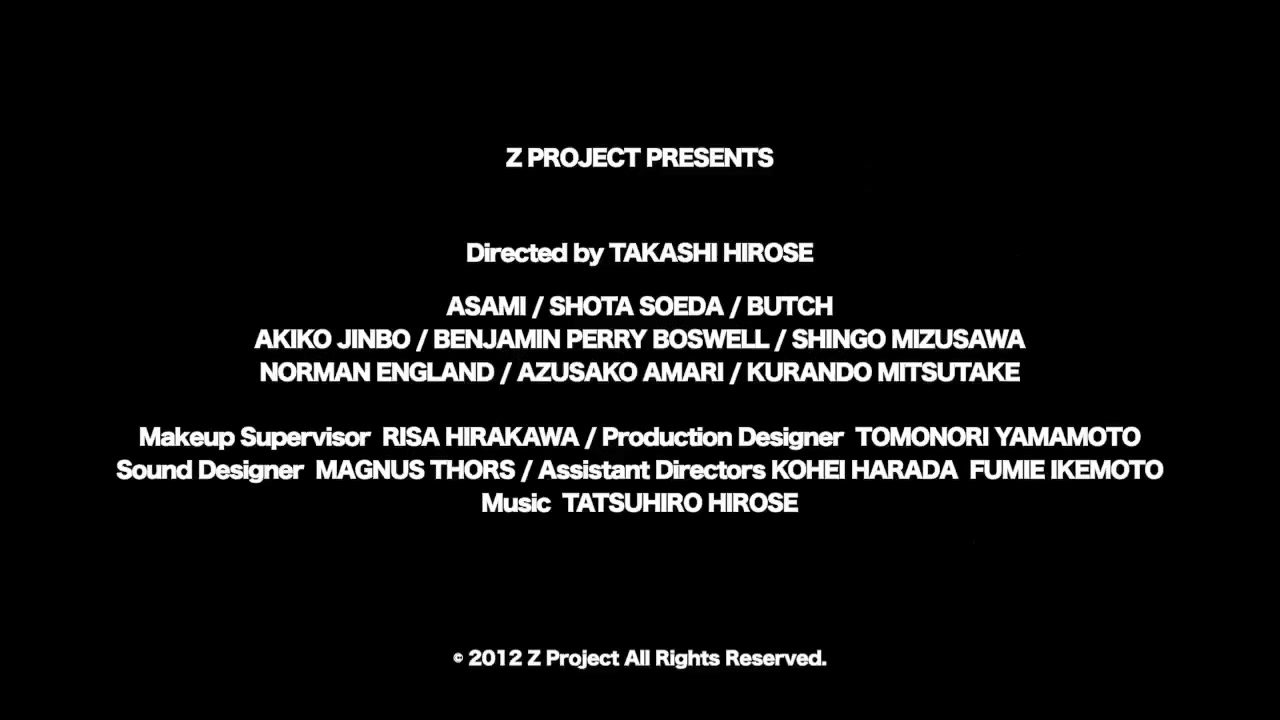 Z PROJECT PRESENTS
Directed by TAKASHI HIROSE
ASAMI / SHOTA SOEDA / BUTCH
AKIKO JINBO / BENJAMIN PERRY BOSWELL / SHINGO MIZUSAWA
NORMAN ENGLAND / AZUSAKO AMARI / KURANDO MITSUTAKE
Makeup Supervisor RISA HIRAKAWA / Production Designer TOMONORI YAMAMOTO
Sound Designer MAGNUS THORS / Assistant Directors KOHEI HARADA FUMIE IKEMOTO
Music TATSUHIRO HIROSE
© 2012 Z Project All Rights Reserved.